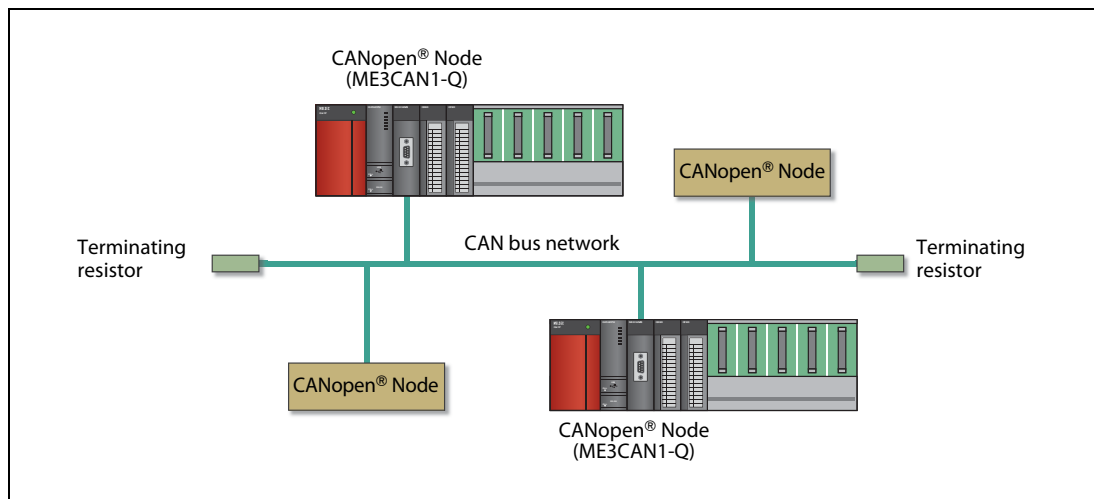 CANopen® Node
(ME3CAN1-Q)
CANopen® Node
Terminating
resistor
CAN bus network
Terminating
resistor
CANopen® Node
CANopen® Node
(ME3CAN1-Q)